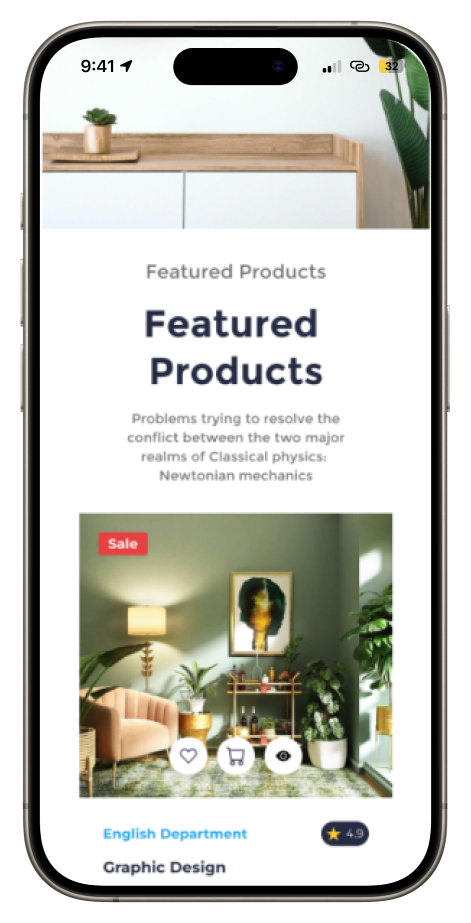 9:41
32
Featured Products
Featured
Products
Problems trying to resolve the
conflict between the two major
realms of Classical physics:
Newtonian mechanics
Sale
English Department
4.9
Graphic Design